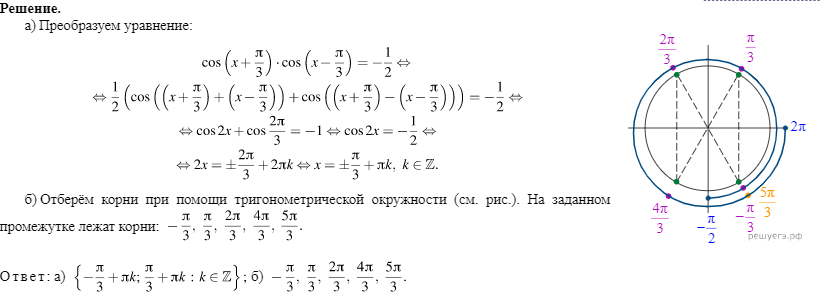 Решение.
а) Преобразуем уравнение:
cos(x + π/3) · cos(x − π/3) = −1/2 ⇔
⇔ 1/2(cos((x + π/3) + (x − π/3)) + cos((x + π/3) − (x − π/3))) = −1/2 ⇔
⇔ cos 2x + cos 2π/3 = −1 ⇔ cos 2x = −1/2 ⇔
⇔ 2x = ±2π/3 + 2πk ⇔ x = ±π/3 + πk, k ∈ ℤ.
б) Отберём корни при помощи тригонометрической окружности (см. рис.). На заданном
промежутке лежат корни: −π/3, π/3, 2π/3, 4π/3, 5π/3.
Ответ: а) {−π/3 + πk; π/3 + πk : k ∈ ℤ}; б) −π/3, π/3, 2π/3, 4π/3, 5π/3.
2π/3
π/3
2π
4π/3
−π/2
−π/3
5π/3
решуегэ.рф